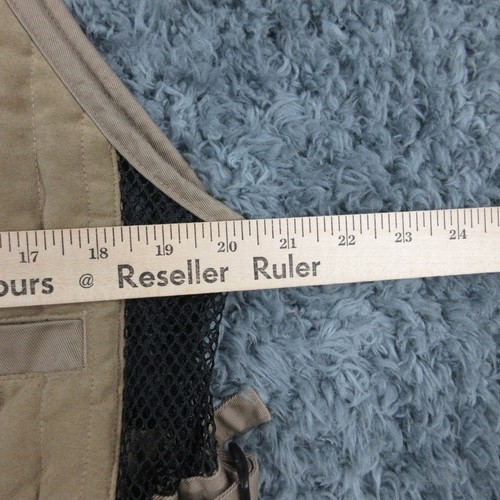 17 18 19 20 21 22 23 24
ours @ Reseller Ruler